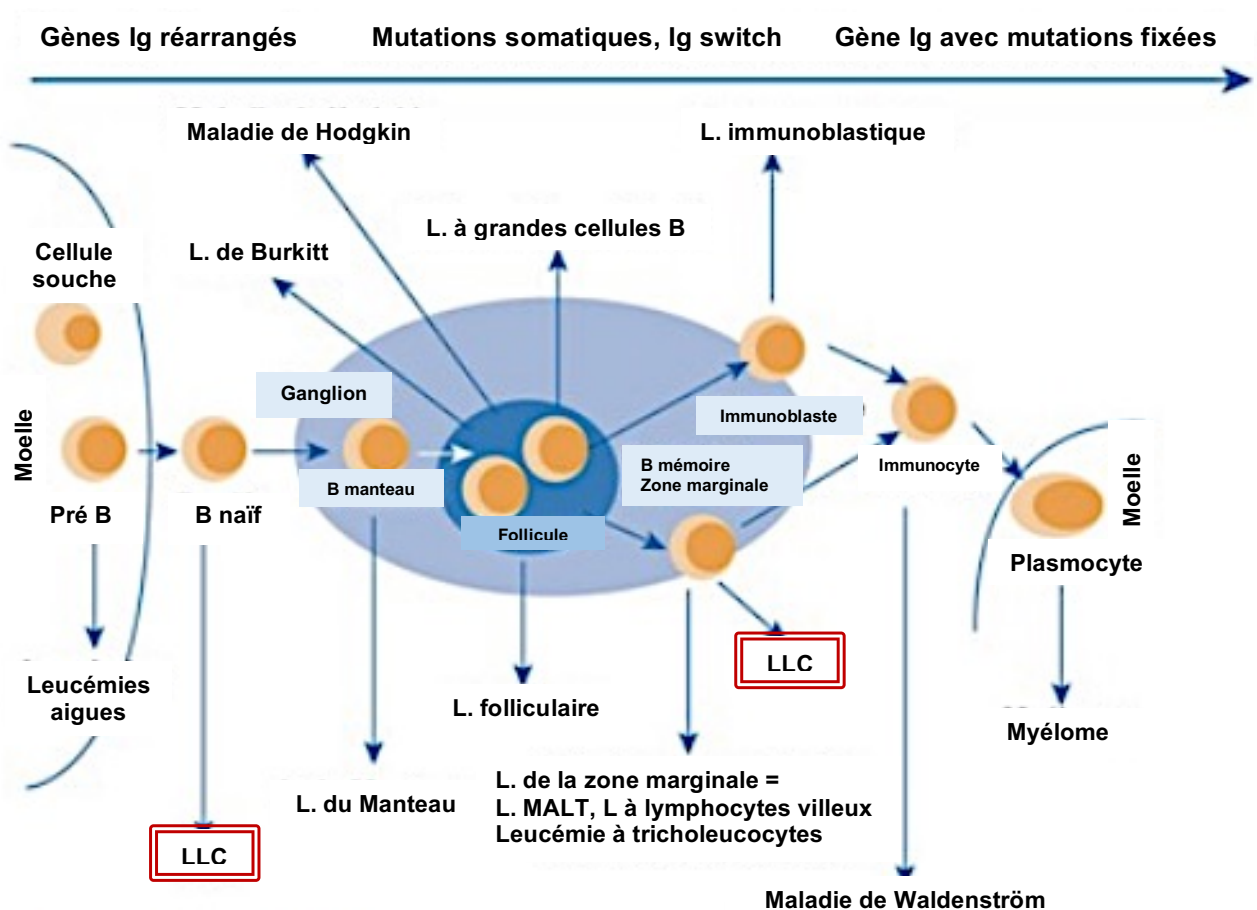 Gènes Ig réarrangés
Mutations somatiques, Ig switch
Gène Ig avec mutations fixées
Maladie de Hodgkin
L. immunoblastique
L. à grandes cellules B
L. de Burkitt
Cellule
souche
Moelle
Ganglion
Immunoblaste
B mémoire
Zone marginale
Immunocyte
B manteau
Moelle
Pré B
B naïf
Follicule
Plasmocyte
Leucémies
aigues
LLC
L. folliculaire
Myélome
L. du Manteau
L. de la zone marginale =
L. MALT, L à lymphocytes villeux
Leucémie à tricholeucocytes
LLC
Maladie de Waldenström